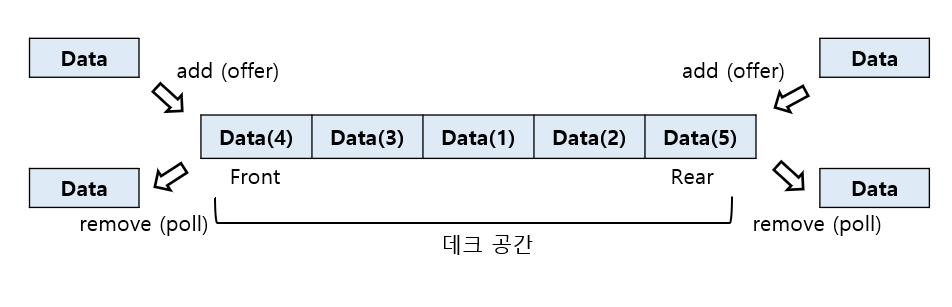 Data
Data
add (offer)
add (offer)
Data(4) Data(3) Data(1) Data(2) Data(5)
Front
Rear
Data
Data
remove (poll)
remove (poll)
데크 공간